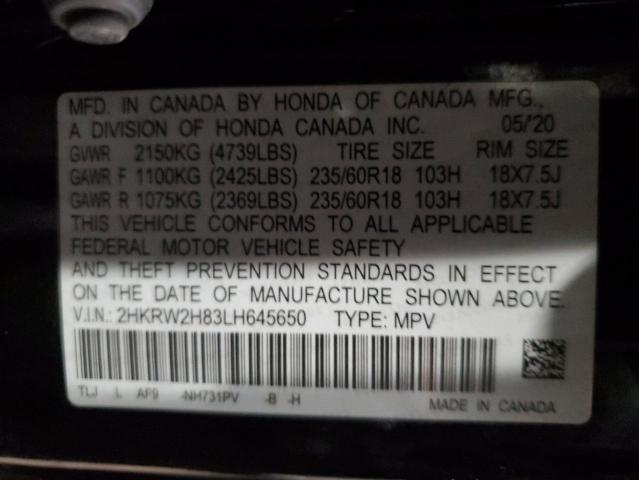 MFD. IN CANADA BY HONDA OF CANADA MFG.,
A DIVISION OF HONDA CANADA INC. 05/'20
GVWR 2150KG (4739LBS) TIRE SIZE RIM SIZE
GAWR F 1100KG (2425LBS) 235/60R18 103H 18X7.5J
GAWR R 1075KG (2369LBS) 235/60R18 103H 18X7.5J
THIS VEHICLE CONFORMS TO ALL APPLICABLE
FEDERAL MOTOR VEHICLE SAFETY
AND THEFT PREVENTION STANDARDS IN EFFECT
ON THE DATE OF MANUFACTURE SHOWN ABOVE.
V.I.N.: 2HKRW2H83LH645650 TYPE: MPV
TLJ L AF9 -NH731PV -B -H
MADE IN CANADA